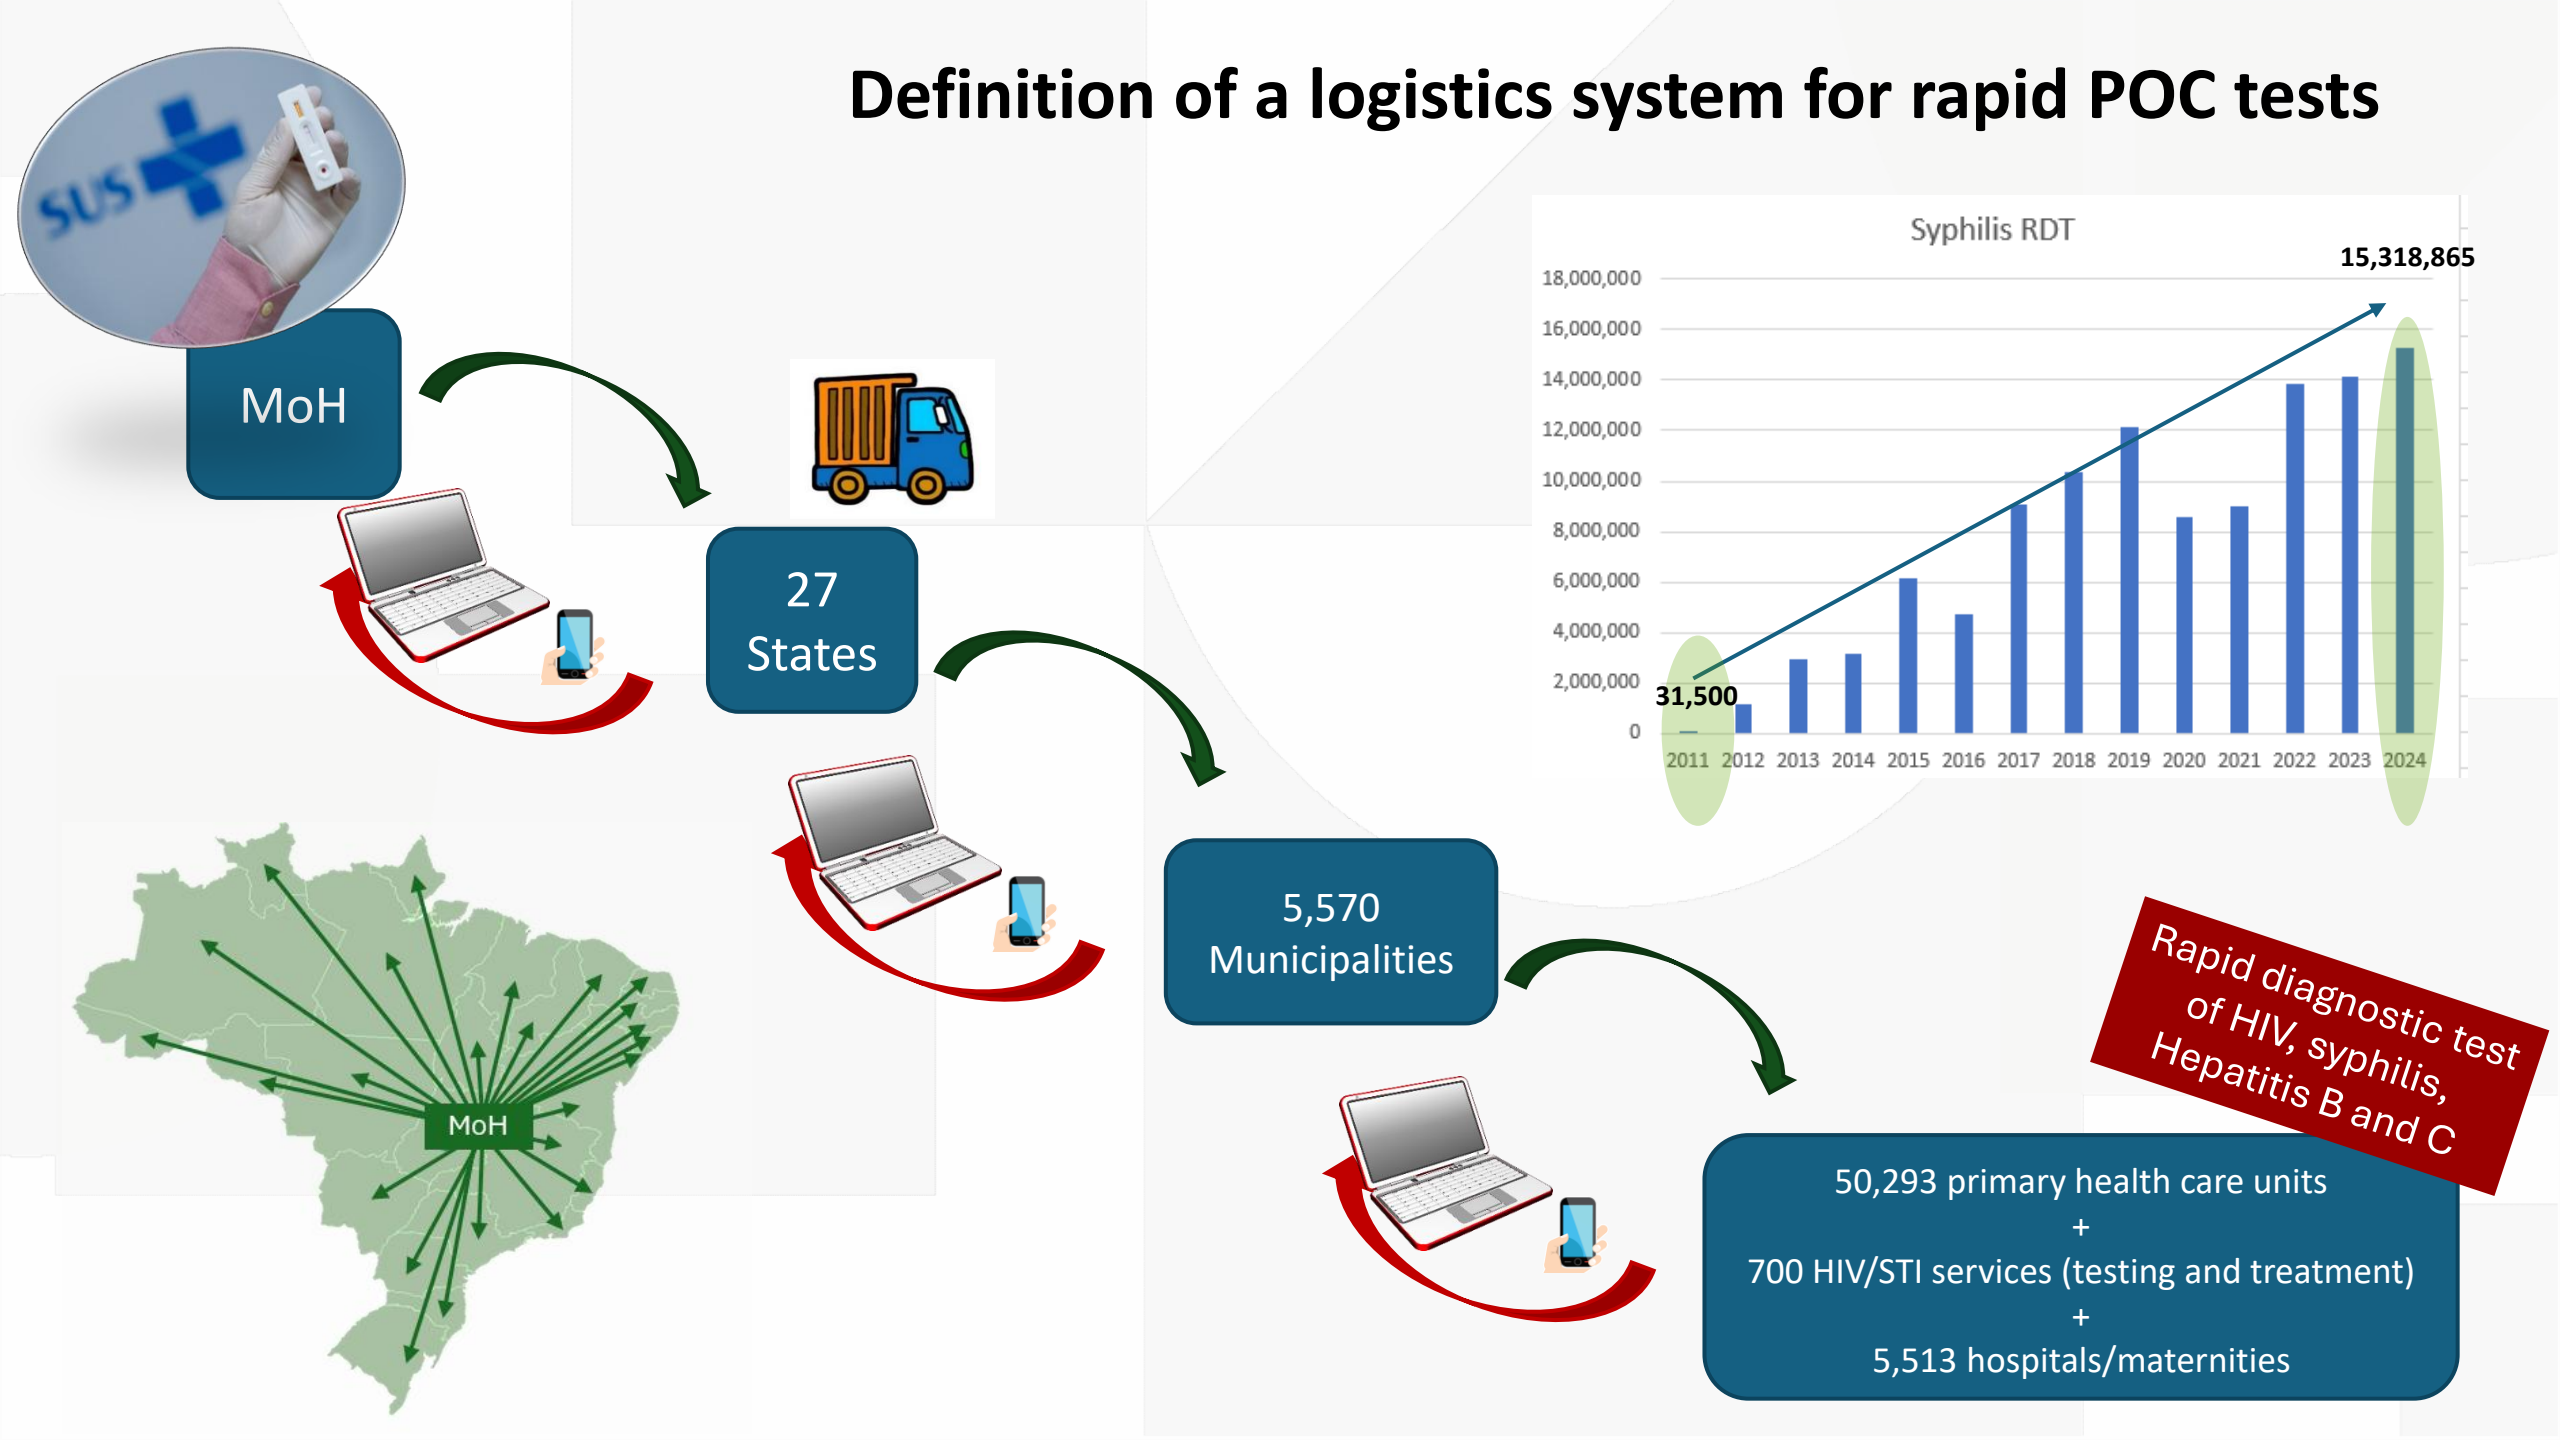 Definition of a logistics system for rapid POC tests
SUS
MoH
27
States
5,570
Municipalities
Syphilis RDT
15,318,865
18,000,000
16,000,000
14,000,000
12,000,000
10,000,000
8,000,000
6,000,000
4,000,000
2,000,000
0
31,500
2011 2012 2013 2014 2015 2016 2017 2018 2019 2020 2021 2022 2023 2024
MoH
Rapid diagnostic test
of HIV, syphilis,
Hepatitis B and C
50,293 primary health care units
+
700 HIV/STI services (testing and treatment)
+
5,513 hospitals/maternities